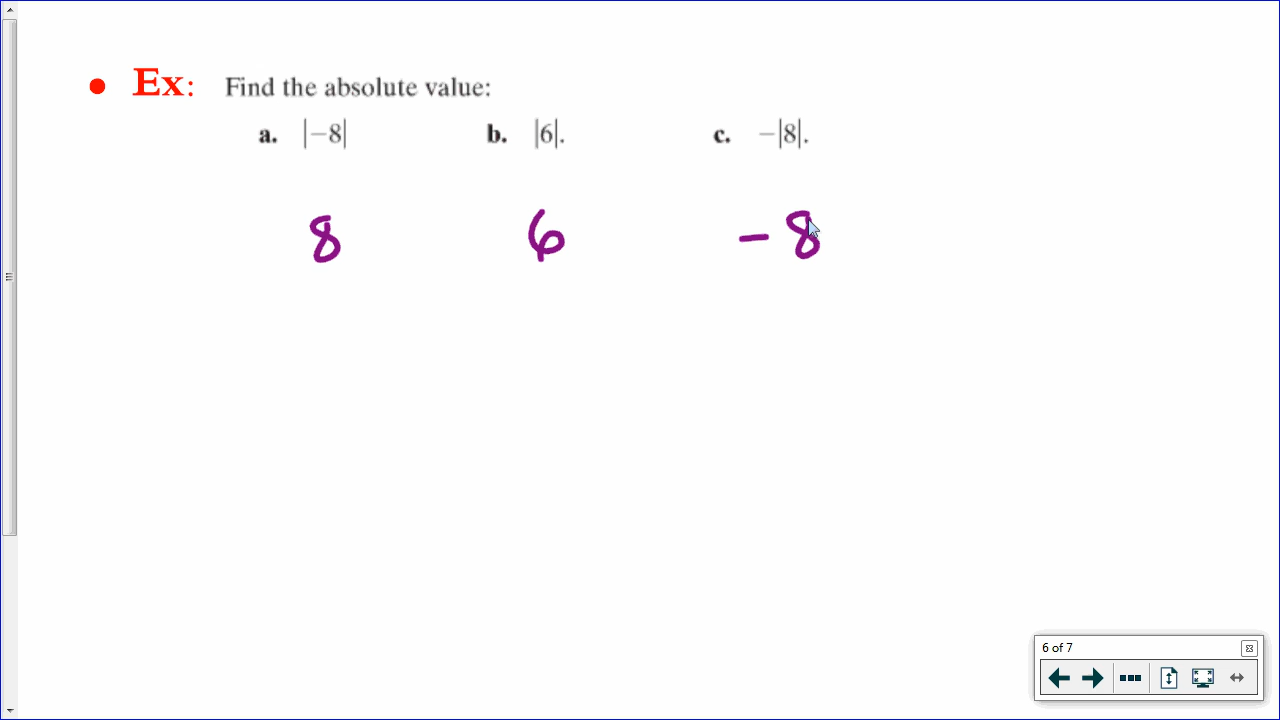 • Ex: Find the absolute value:
a. |−8| b. |6|. c. −|8|.
8 6 − 8
6 of 7